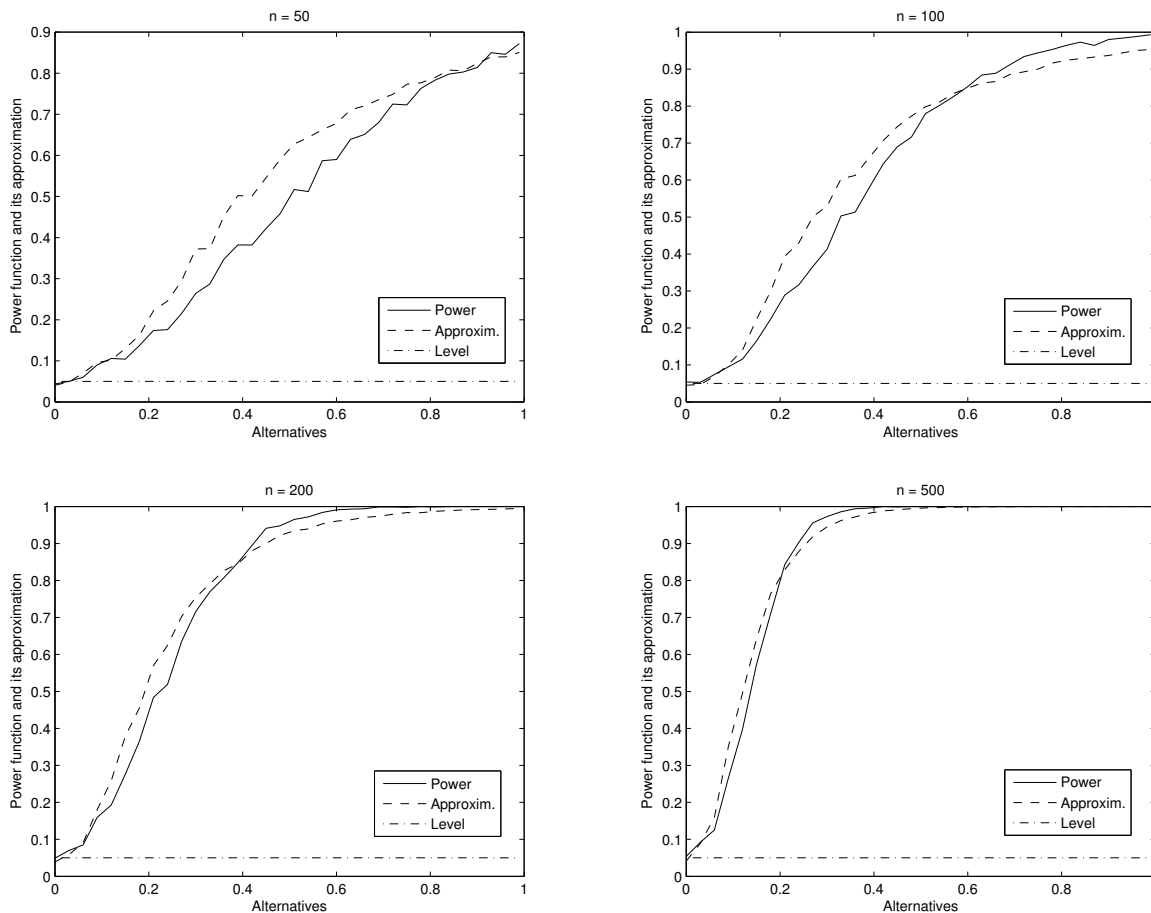 n = 50
Power function and its approximation
0.9
0.8
0.7
0.6
0.5
0.4
0.3
0.2
0.1
0
0 0.2 0.4 0.6 0.8 1
Alternatives
Power
Approxim.
Level
n = 100
Power function and its approximation
1
0.9
0.8
0.7
0.6
0.5
0.4
0.3
0.2
0.1
0
0 0.2 0.4 0.6 0.8
Alternatives
Power
Approxim.
Level
n = 200
Power function and its approximation
1
0.9
0.8
0.7
0.6
0.5
0.4
0.3
0.2
0.1
0
0 0.2 0.4 0.6 0.8 1
Alternatives
Power
Approxim.
Level
n = 500
Power function and its approximation
1
0.9
0.8
0.7
0.6
0.5
0.4
0.3
0.2
0.1
0
0 0.2 0.4 0.6 0.8
Alternatives
Power
Approxim.
Level